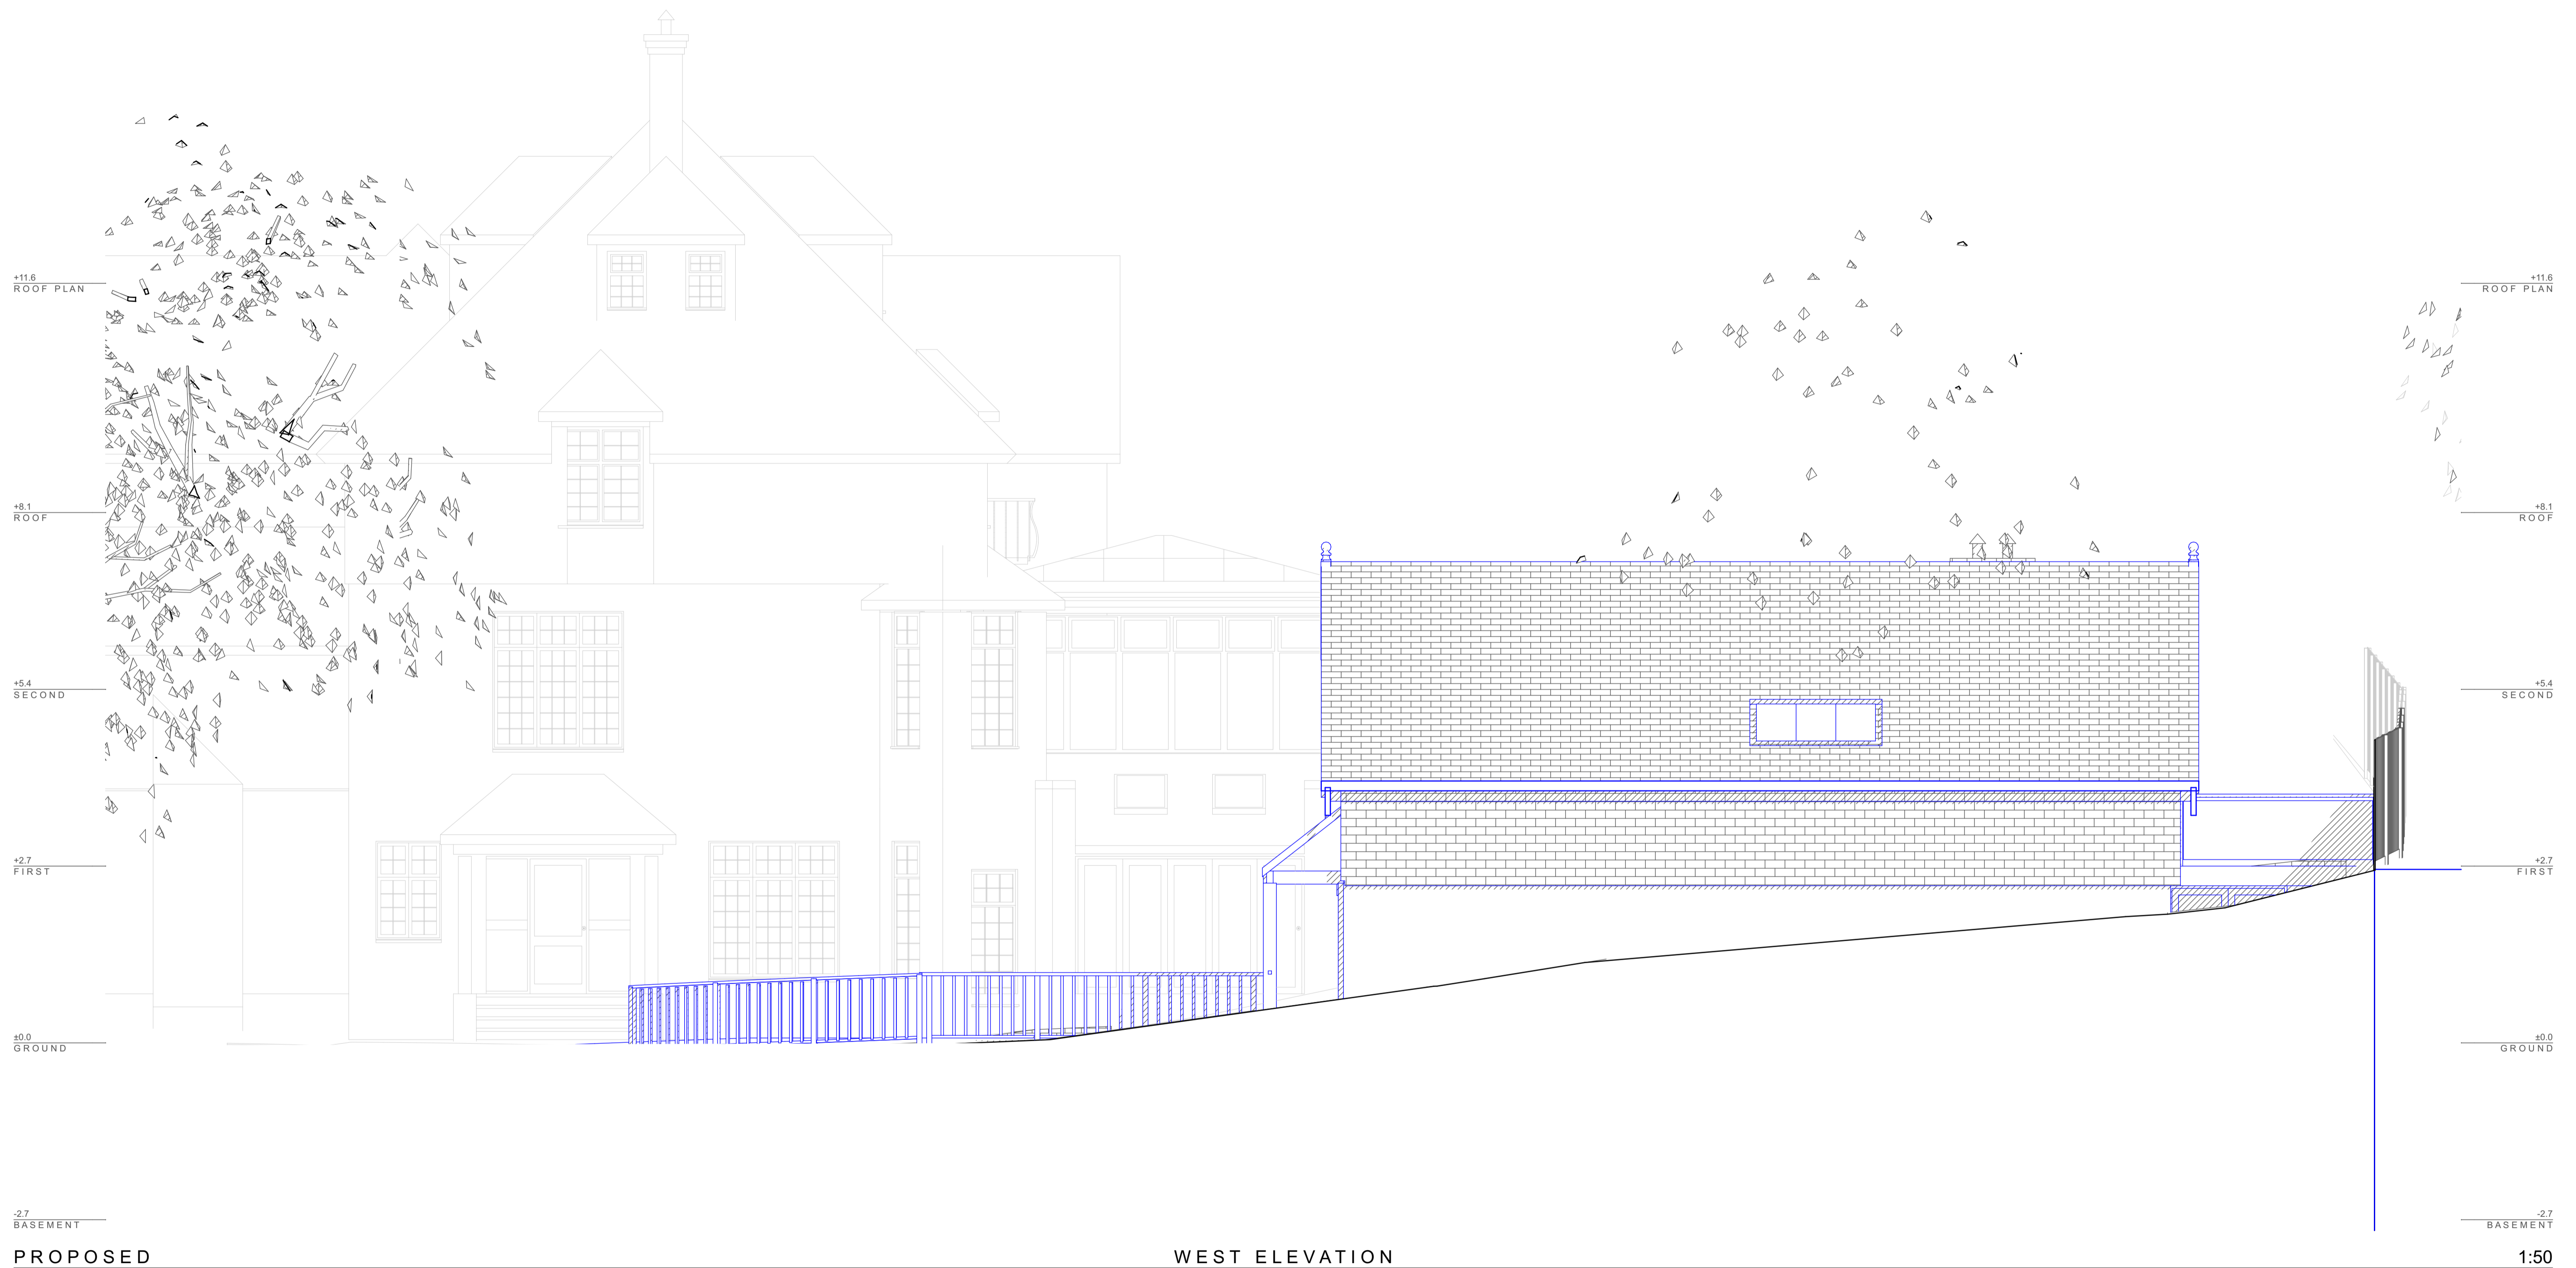 +11.6
ROOF PLAN
+11.6
ROOF PLAN
+8.1
ROOF
+8.1
ROOF
+5.4
SECOND
+5.4
SECOND
+2.7
FIRST
+2.7
FIRST
±0.0
GROUND
±0.0
GROUND
-2.7
BASEMENT
-2.7
BASEMENT
PROPOSED
WEST ELEVATION
1:50